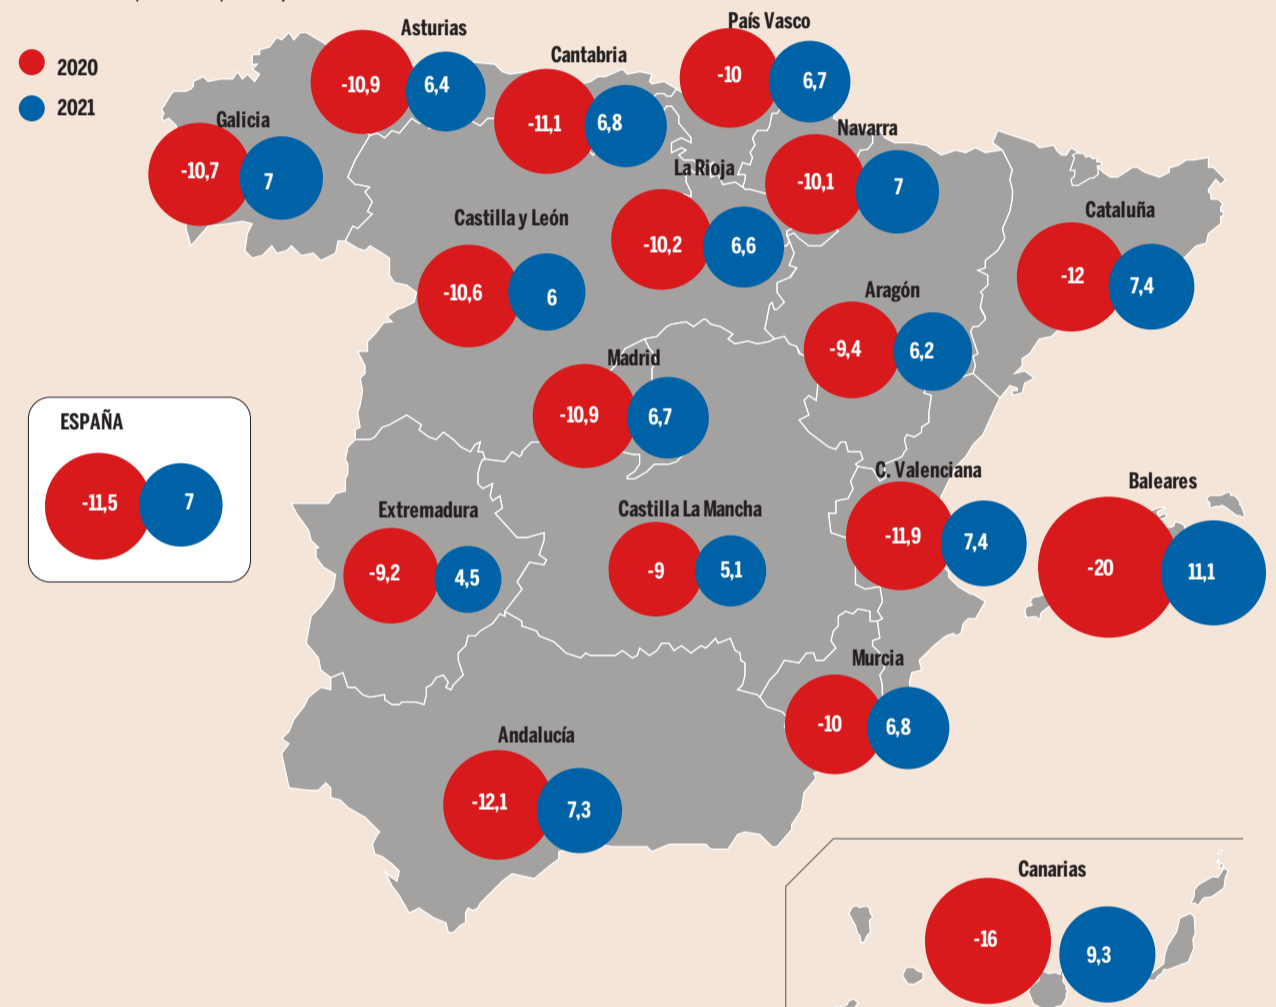 2020
2021
Asturias
-10,9 6,4
Cantabria
-11,1 6,8
País Vasco
-10 6,7
Galicia
-10,7 7
Navarra
-10,1 7
La Rioja
-10,2 6,6
Cataluña
-12 7,4
Castilla y León
-10,6 6
Aragón
-9,4 6,2
Madrid
-10,9 6,7
ESPAÑA
-11,5 7
C. Valenciana
-11,9 7,4
Baleares
-20 11,1
Extremadura
-9,2 4,5
Castilla La Mancha
-9 5,1
Murcia
-10 6,8
Andalucía
-12,1 7,3
Canarias
-16 9,3